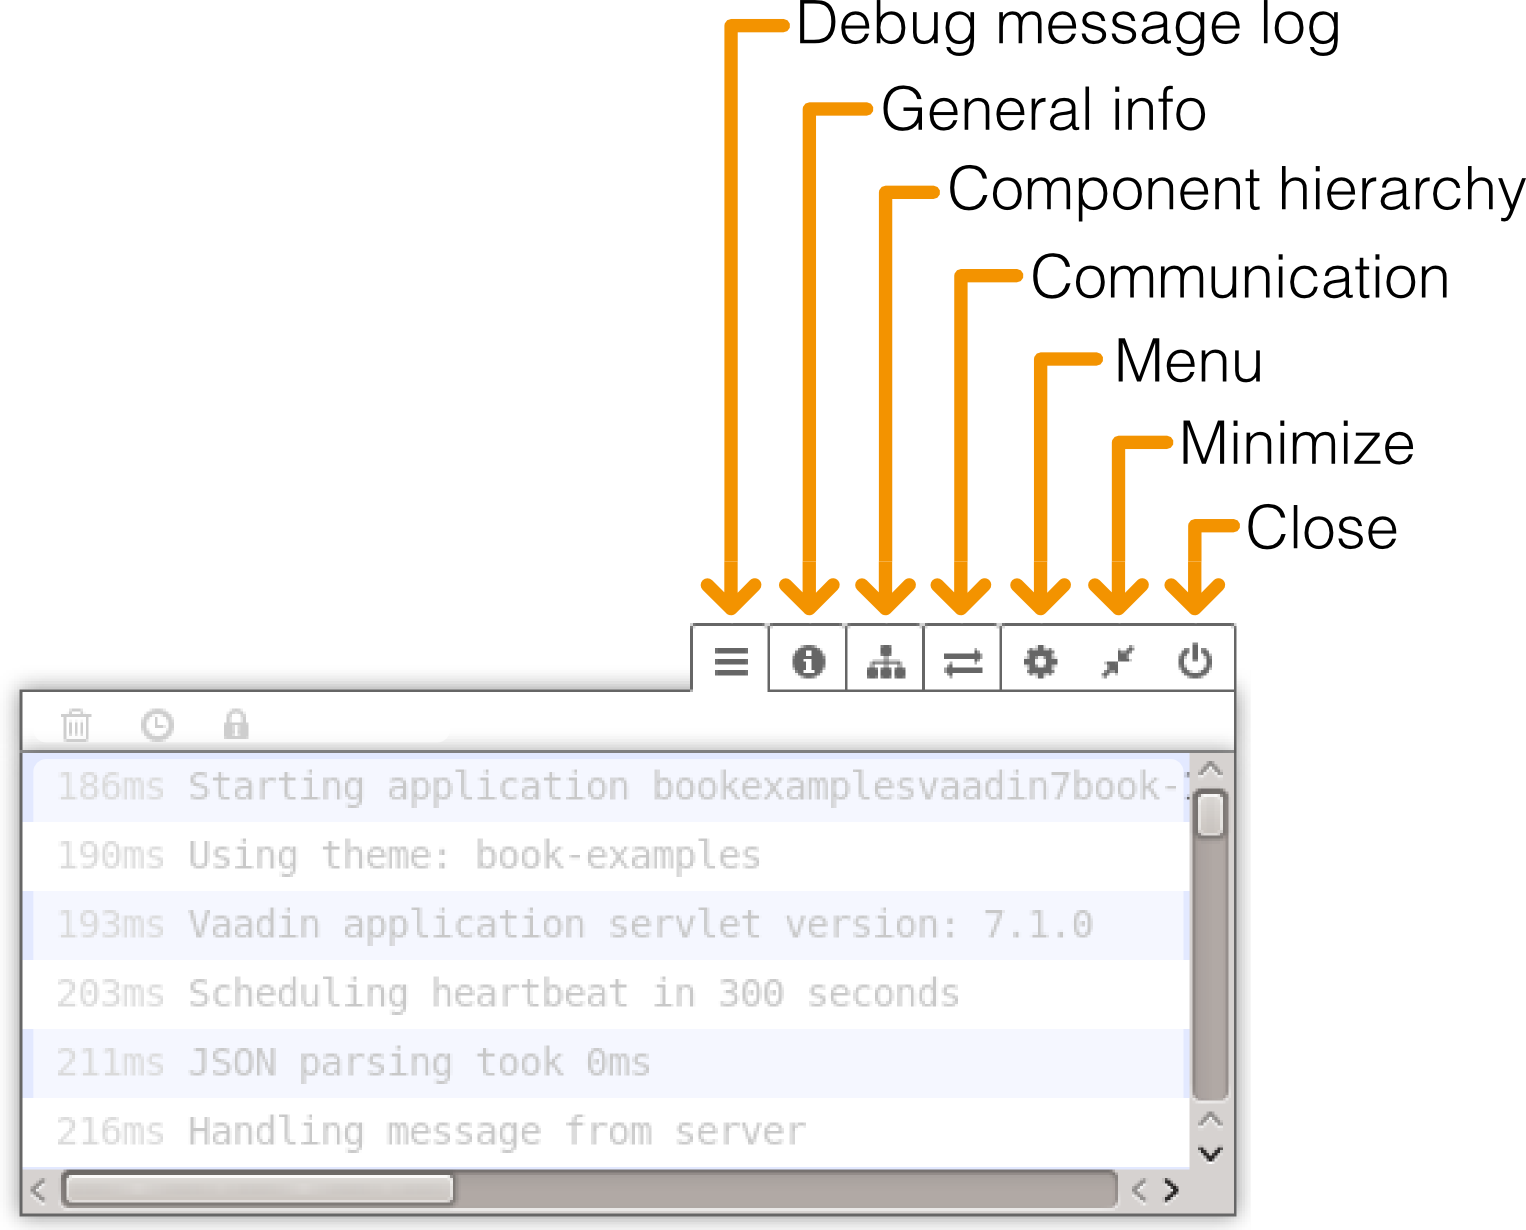 Debug message log
General info
Component hierarchy
Communication
Menu
Minimize
Close
186ms Starting application bookexamplesvaadin7book-
190ms Using theme: book-examples
193ms Vaadin application servlet version: 7.1.0
203ms Scheduling heartbeat in 300 seconds
211ms JSON parsing took 0ms
216ms Handling message from server